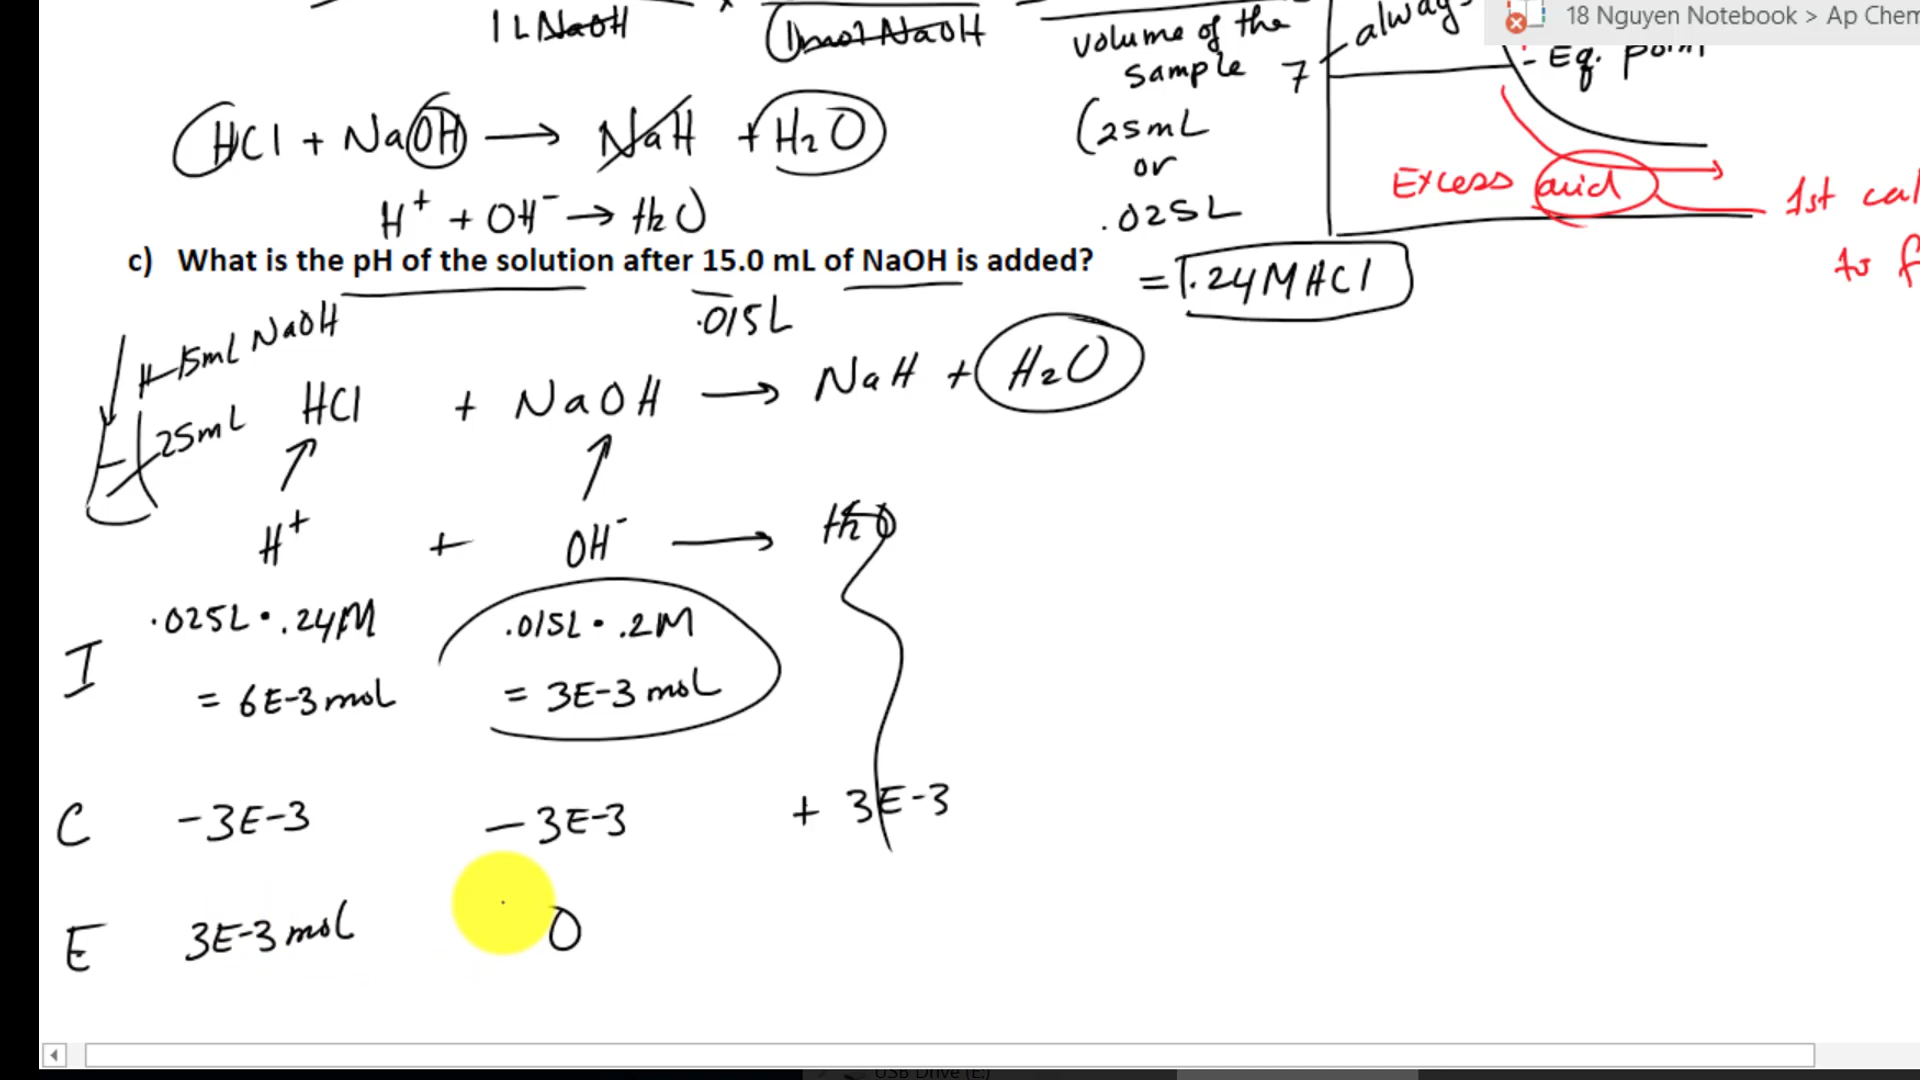 1 L NaOH x 1 mol NaOH
volume of the
sample
(25mL
or
.025L
= .24M HCl
alway
7
- Eq. point
18 Nguyen Notebook > Ap Chem
Excess acid
1st cal
to f
HCl + NaOH → NaH + H2O
H+ + OH- → H2O
c) What is the pH of the solution after 15.0 mL of NaOH is added?
.015L
15mL NaOH
25mL
HCl + NaOH → NaH + H2O
H+ + OH- → H2O
I .025L • .24M .015L • .2M
= 6E-3 mol = 3E-3 mol
C -3E-3 - 3E-3 + 3E-3
E 3E-3 mol 0
USB Drive (E:)